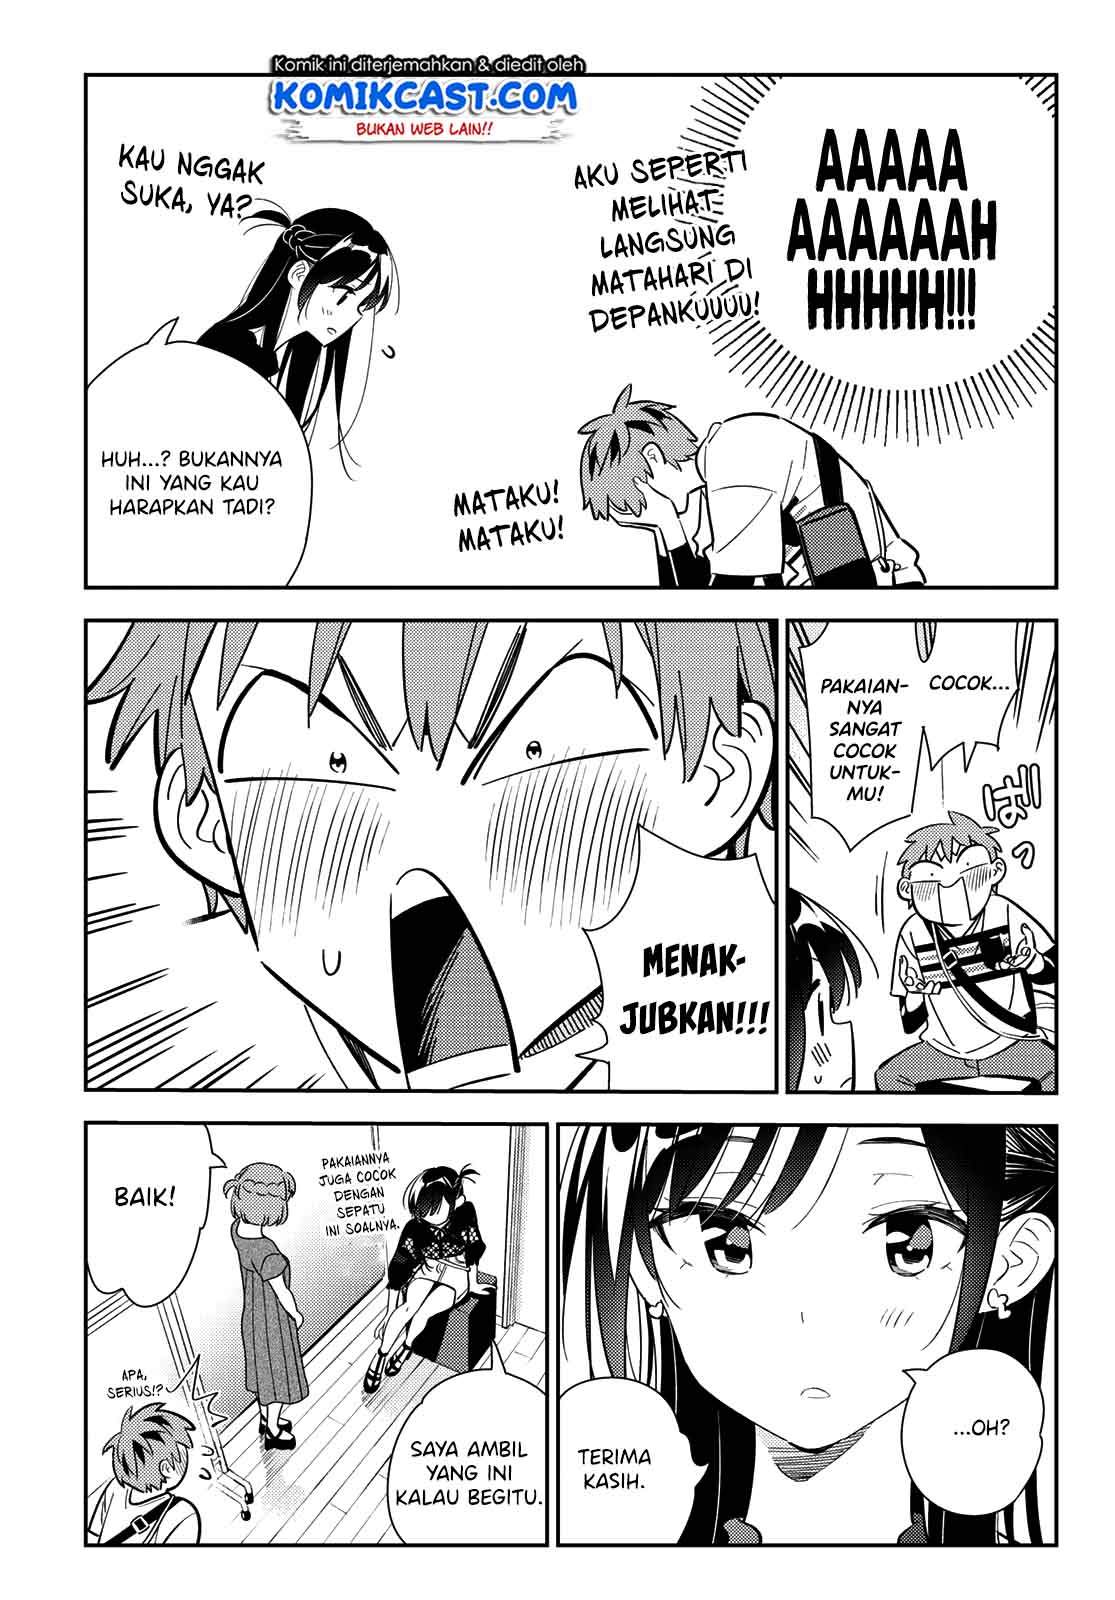 Komik ini diterjemahkan & diedit oleh
KOMIKCAST.COM
BUKAN WEB LAIN!!
AAAAA
AAAAAAH
HHHHH!!!
AKU SEPERTI
MELIHAT
LANGSUNG
MATAHARI DI
DEPANKUUUU!
KAU NGGAK
SUKA, YA?
MATAKU!
MATAKU!
HUH...? BUKANNYA
INI YANG KAU
HARAPKAN TADI?
COCOK...
PAKAIAN-
NYA
SANGAT
COCOK
UNTUK-
MU!
ばっ
MENAK-
JUBKAN!!!
...OH?
TERIMA
KASIH.
PAKAIANNYA
JUGA COCOK
DENGAN
SEPATU
INI SOALNYA.
SAYA AMBIL
YANG INI
KALAU BEGITU.
BAIK!
APA,
SERIUS!?